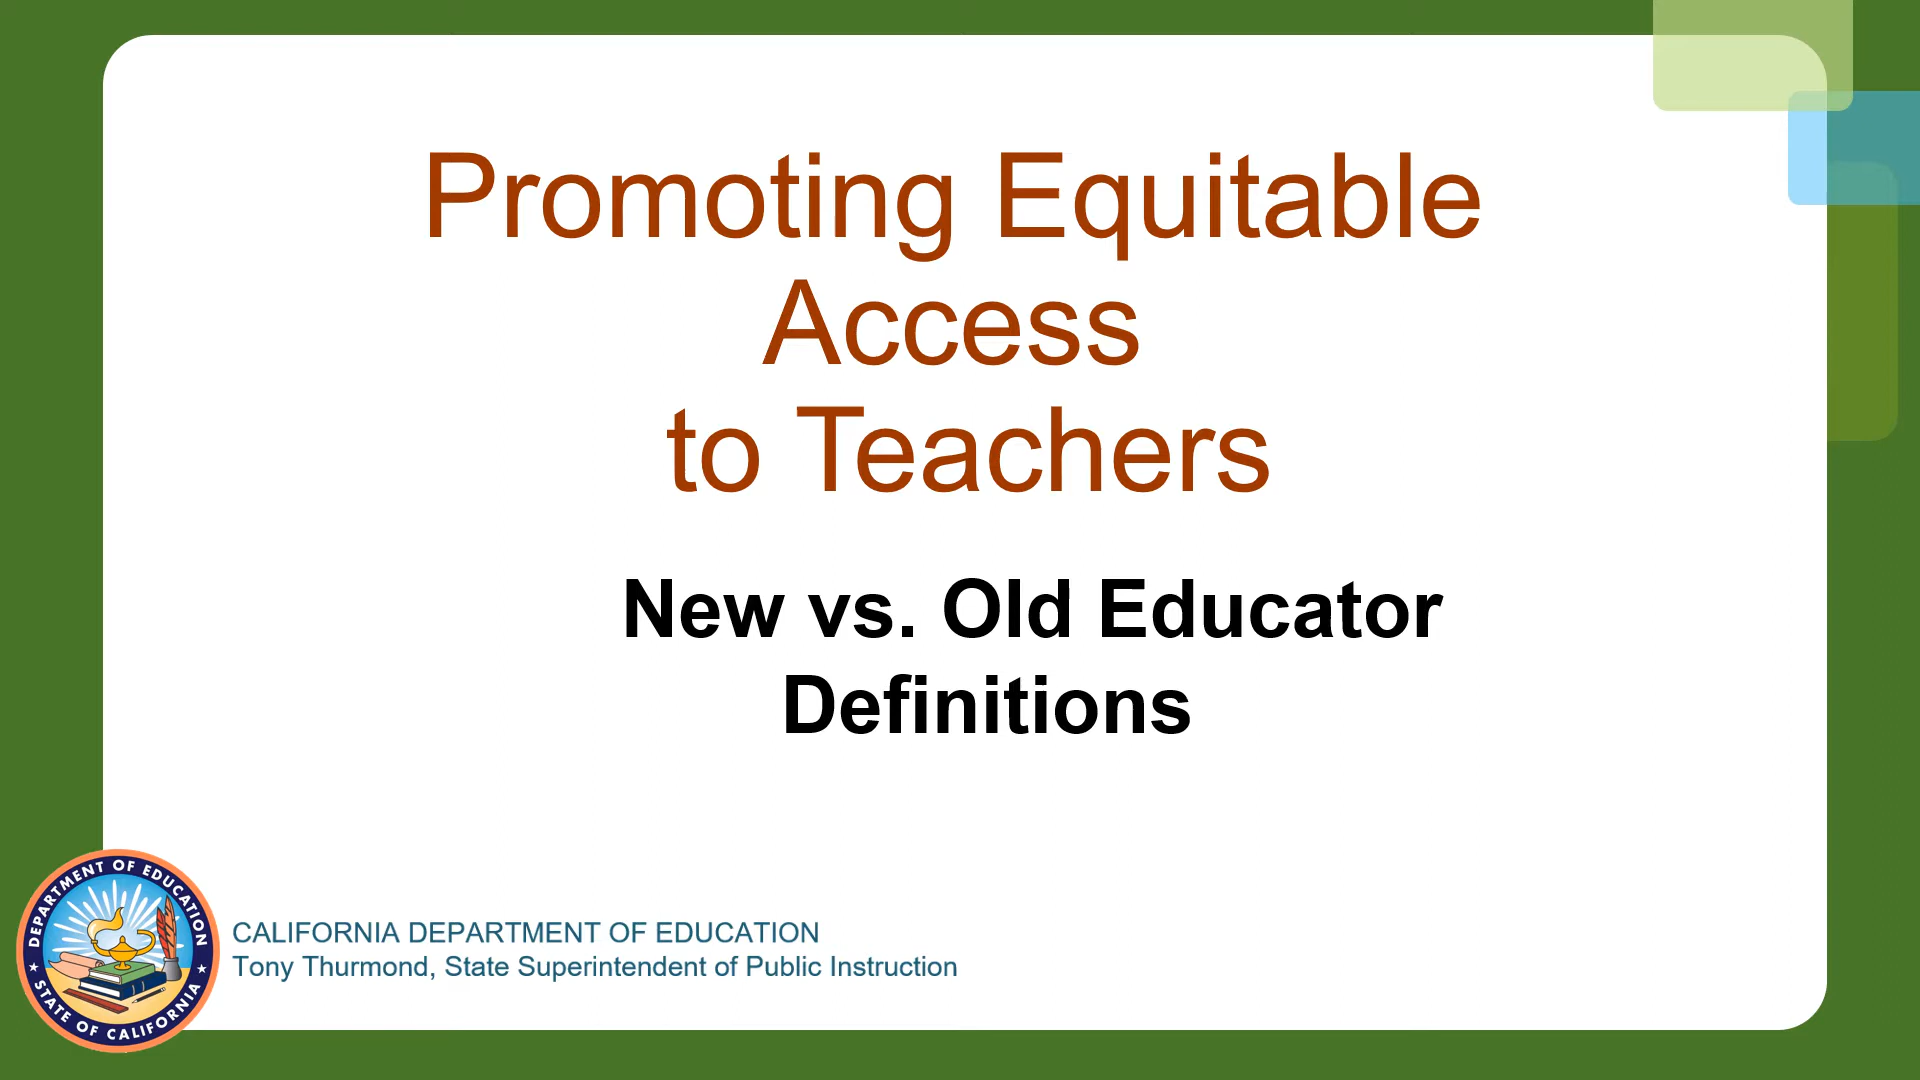 Promoting Equitable
Access
to Teachers
New vs. Old Educator
Definitions
DEPARTMENT OF EDUCATION
STATE OF CALIFORNIA
CALIFORNIA DEPARTMENT OF EDUCATION
Tony Thurmond, State Superintendent of Public Instruction